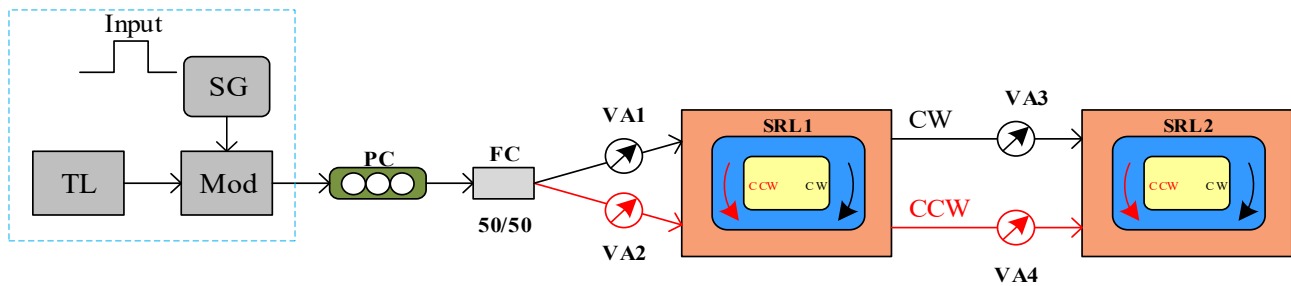 Input
SG
TL
Mod
PC
FC
50/50
VA1
VA2
SRL1
CCW
CW
CW
CCW
VA3
VA4
SRL2
CCW
CW